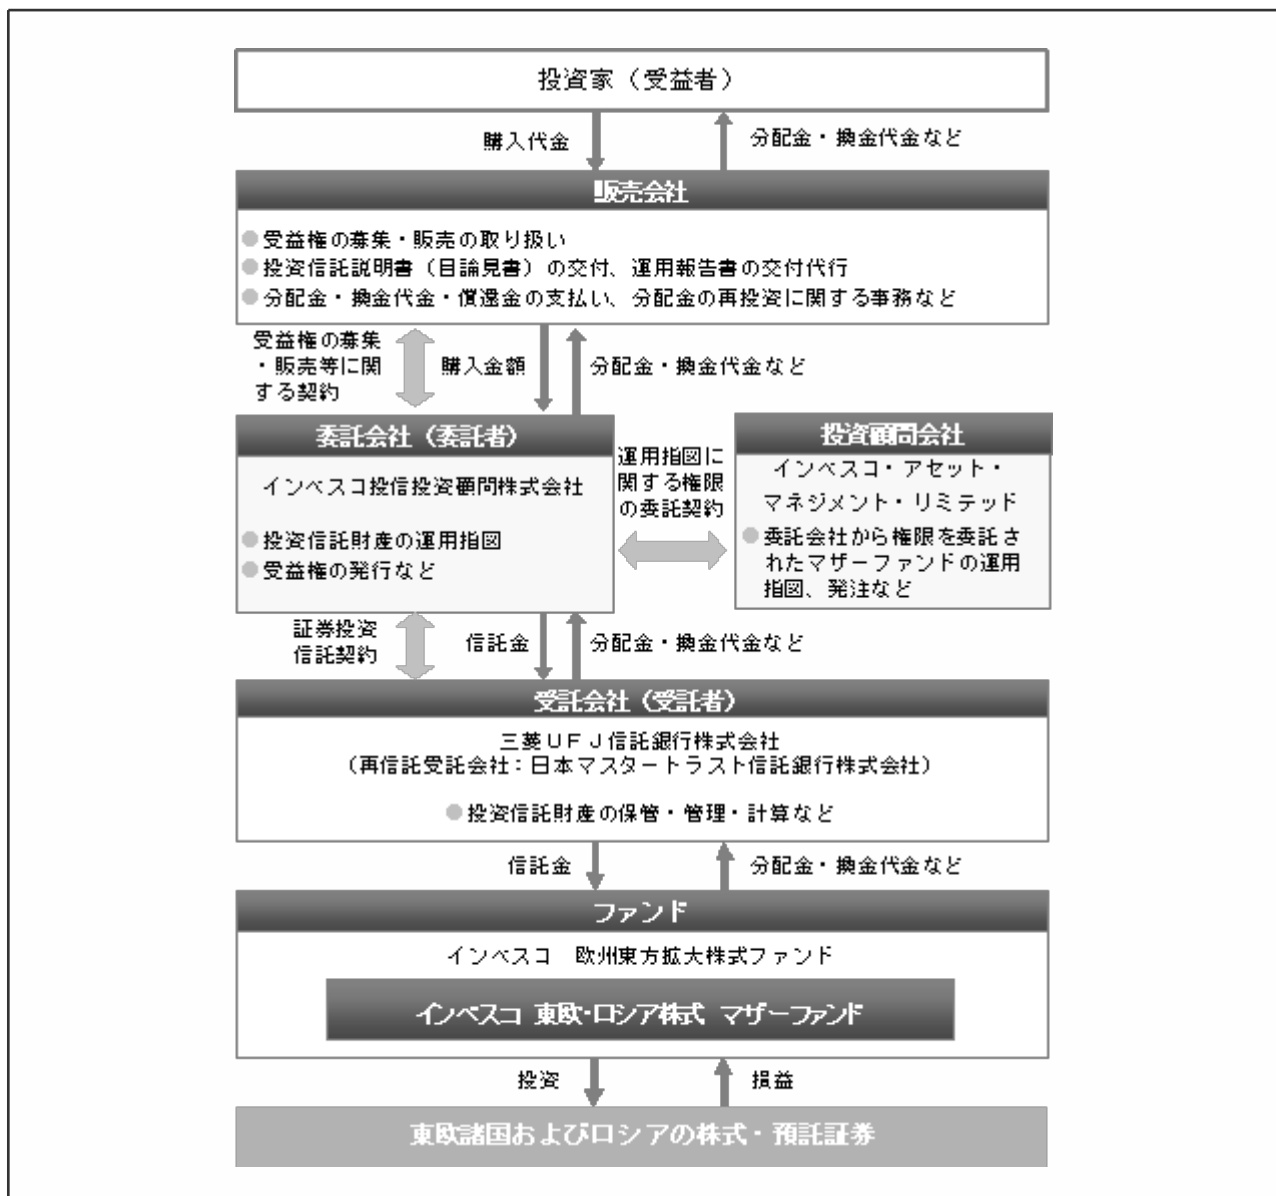 投資家（受益者）
購入代金
分配金・換金代金など
販売会社
受益権の募集・販売の取り扱い
投資信託説明書（目論見書）の交付、運用報告書の交付代行
分配金・換金代金・償還金の支払い、分配金の再投資に関する事務など
受益権の募集
・販売等に関
する契約
購入金額
分配金・換金代金など
委託会社（委託者）
インベスコ投信投資顧問株式会社
投資信託財産の運用指図
受益権の発行など
運用指図に
関する権限
の委託契約
投資顧問会社
インベスコ・アセット・
マネジメント・リミテッド
委託会社から権限を委託さ
れたマザーファンドの運用
指図、発注など
証券投資
信託契約
信託金
分配金・換金代金など
受託会社（受託者）
三菱ＵＦＪ信託銀行株式会社
（再信託受託会社：日本マスタートラスト信託銀行株式会社）
投資信託財産の保管・管理・計算など
信託金
分配金・換金代金など
ファンド
インベスコ　欧州東方拡大株式ファンド
インベスコ 東欧・ロシア株式 マザーファンド
投資
損益
東欧諸国およびロシアの株式・預託証券